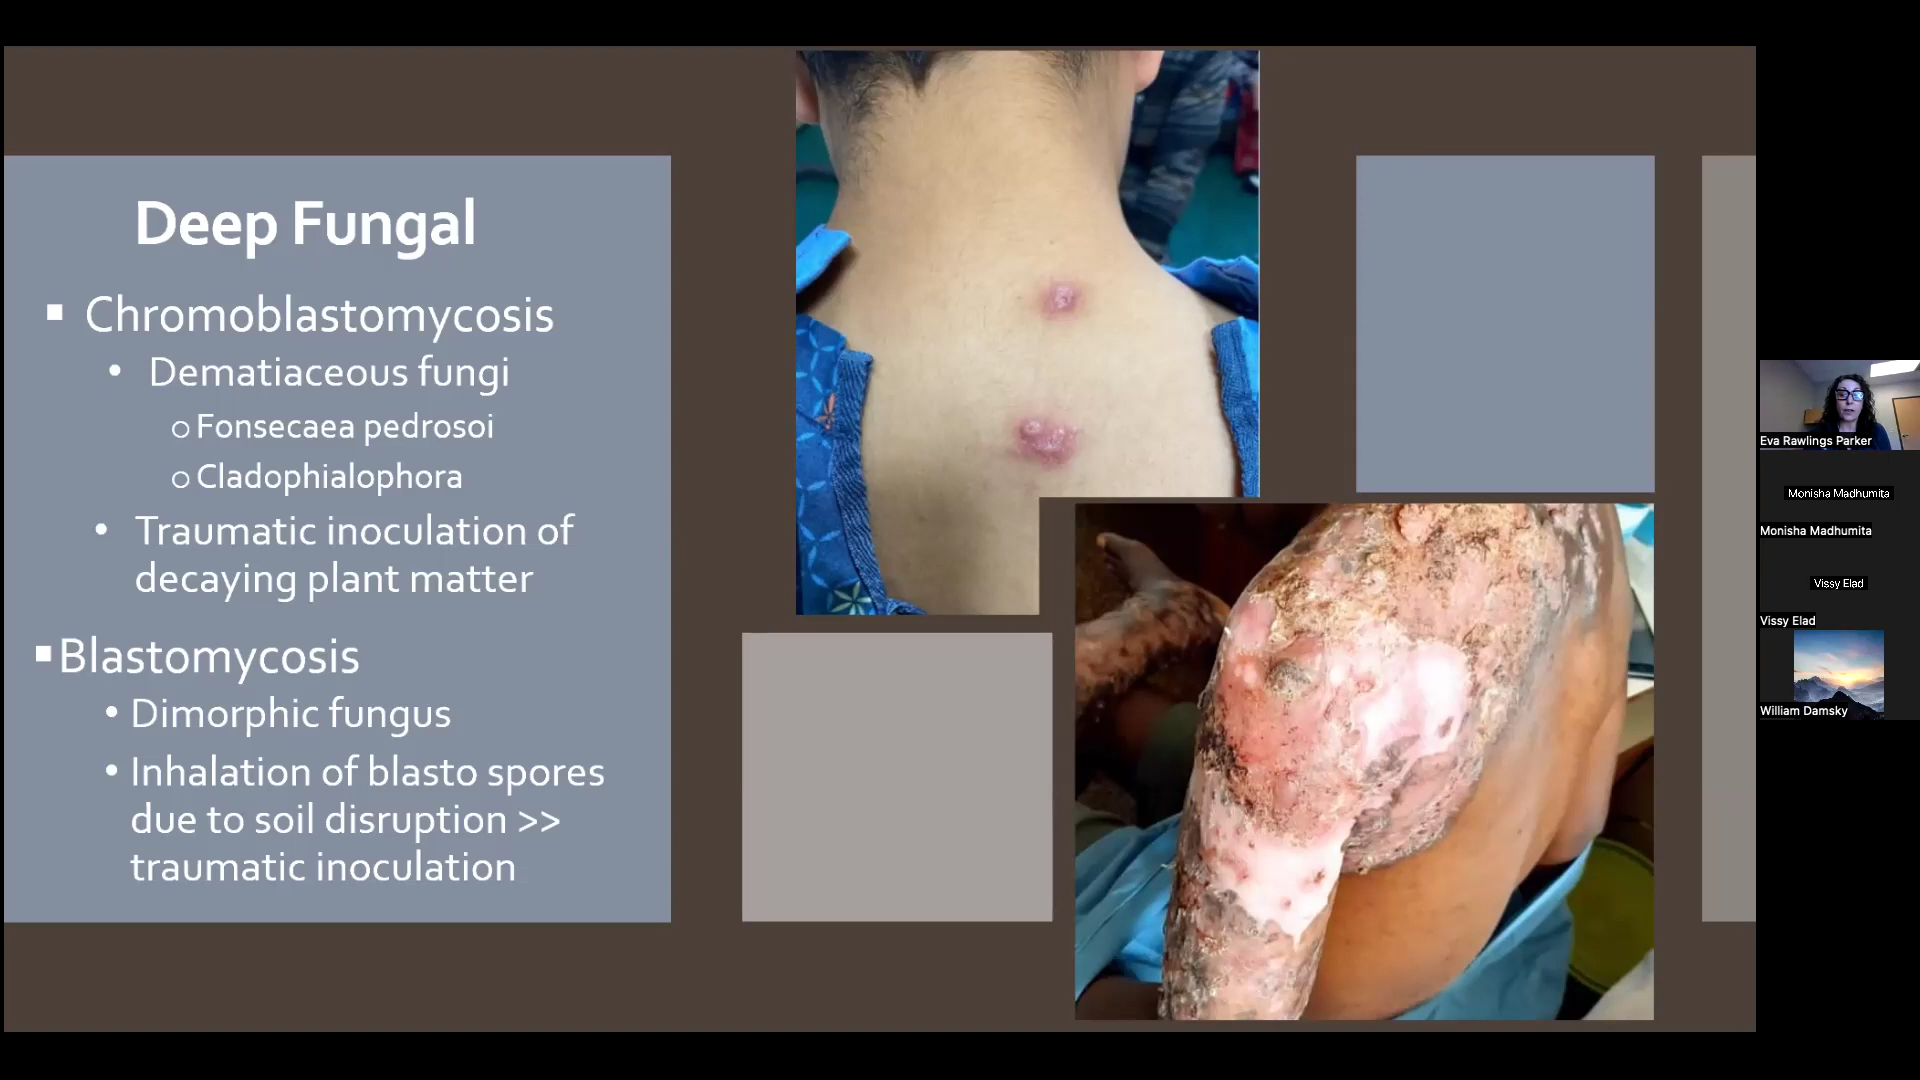 Deep Fungal
▪ Chromoblastomycosis
• Dematiaceous fungi
o Fonsecaea pedrosoi
o Cladophialophora
• Traumatic inoculation of
decaying plant matter
▪ Blastomycosis
• Dimorphic fungus
• Inhalation of blasto spores
due to soil disruption >>
traumatic inoculation
Eva Rawlings Parker
Monisha Madhumita
Monisha Madhumita
Vissy Elad
Vissy Elad
William Damsky